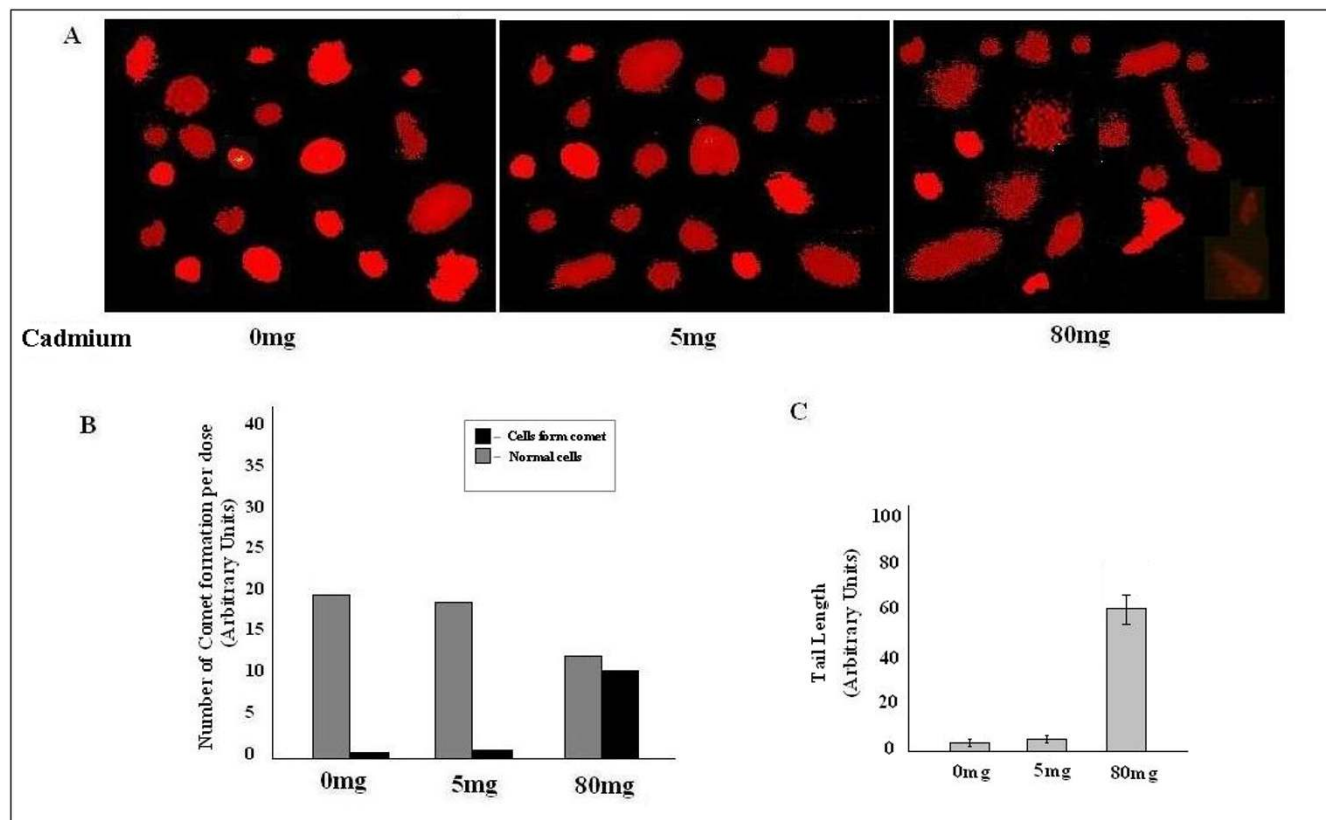 A
Cadmium 0mg 5mg 80mg
B
Number of Comet formation per dose
(Arbitrary Units)
40
35
30
25
20
15
10
5
0
– Cells form comet
– Normal cells
0mg 5mg 80mg
C
Tail Length
(Arbitrary Units)
100
80
60
40
20
0
0mg 5mg 80mg